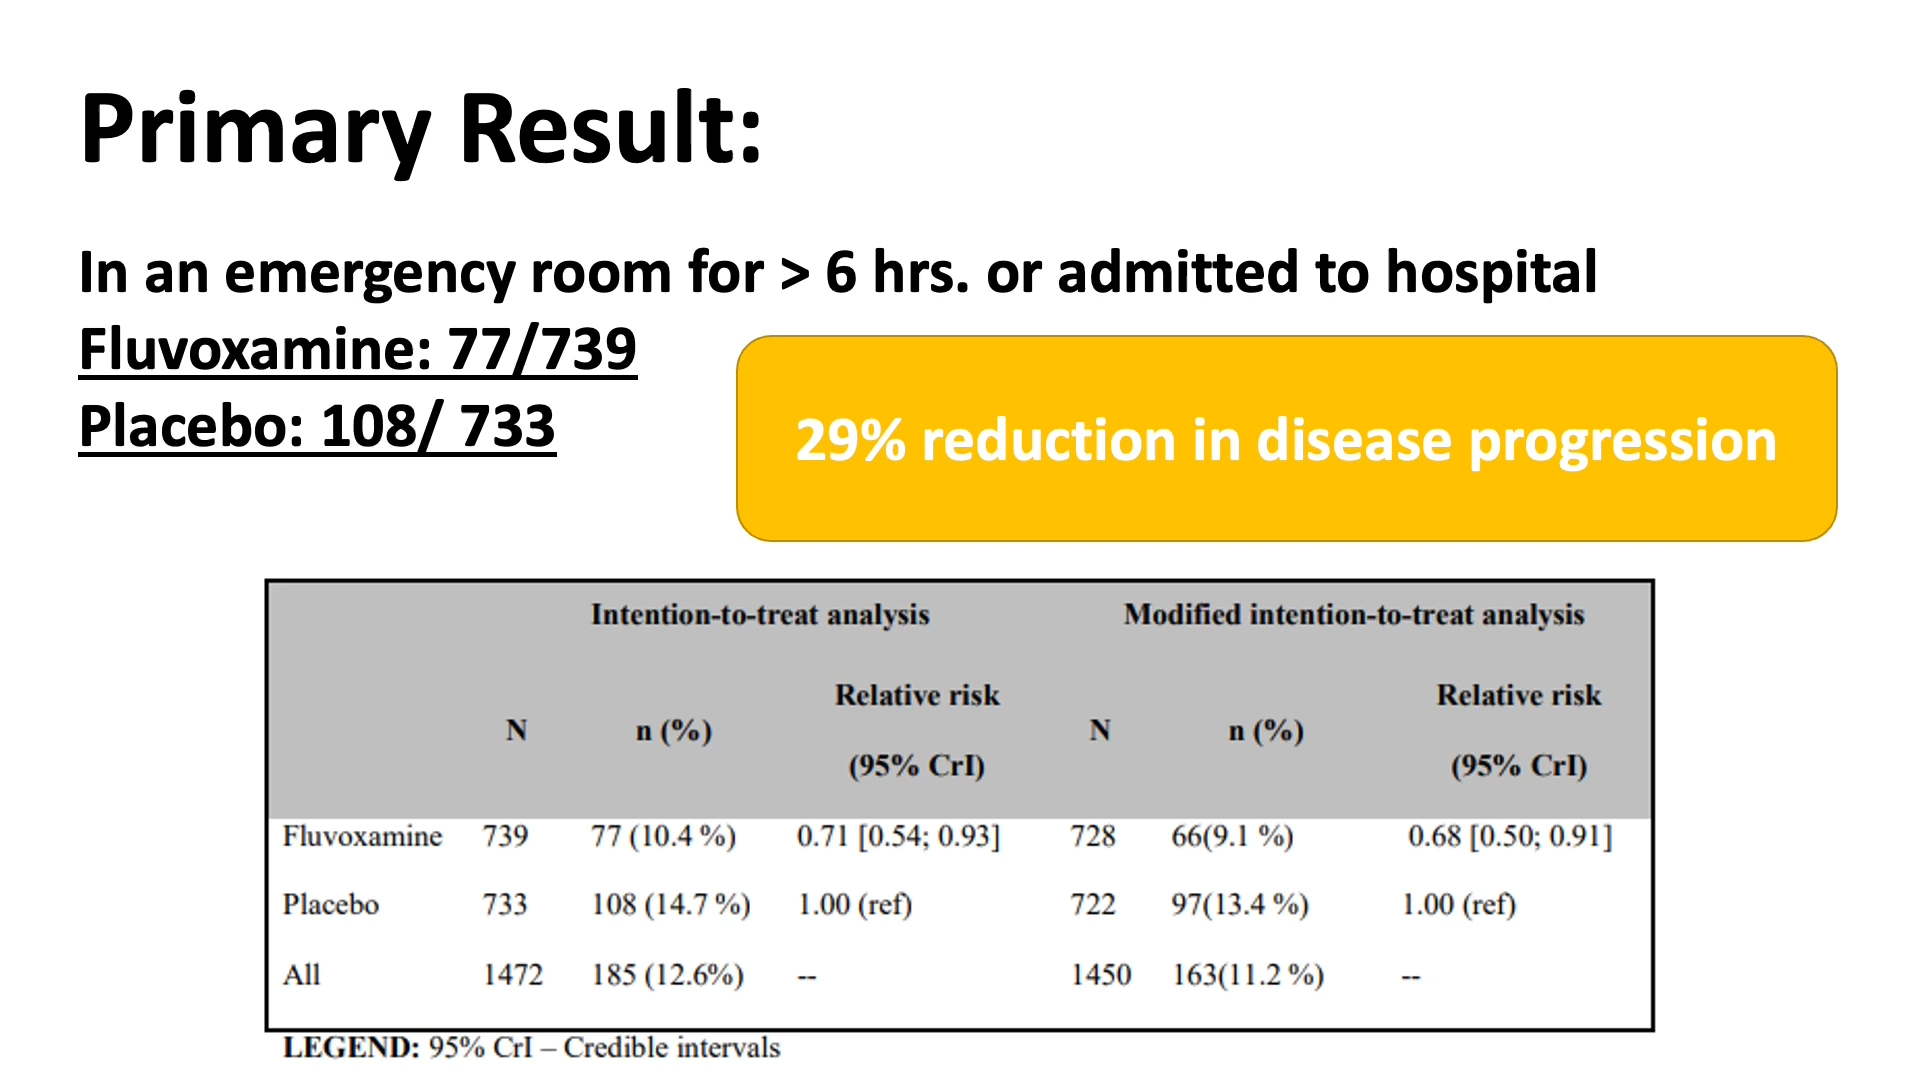 Primary Result:
In an emergency room for > 6 hrs. or admitted to hospital
Fluvoxamine: 77/739
Placebo: 108/ 733
29% reduction in disease progression
Intention-to-treat analysis Modified intention-to-treat analysis
N n (%) Relative risk (95% CrI) N n (%) Relative risk (95% CrI)
Fluvoxamine 739 77 (10.4 %) 0.71 [0.54; 0.93] 728 66(9.1 %) 0.68 [0.50; 0.91]
Placebo 733 108 (14.7 %) 1.00 (ref) 722 97(13.4 %) 1.00 (ref)
All 1472 185 (12.6%) -- 1450 163(11.2 %) --
LEGEND: 95% CrI – Credible intervals